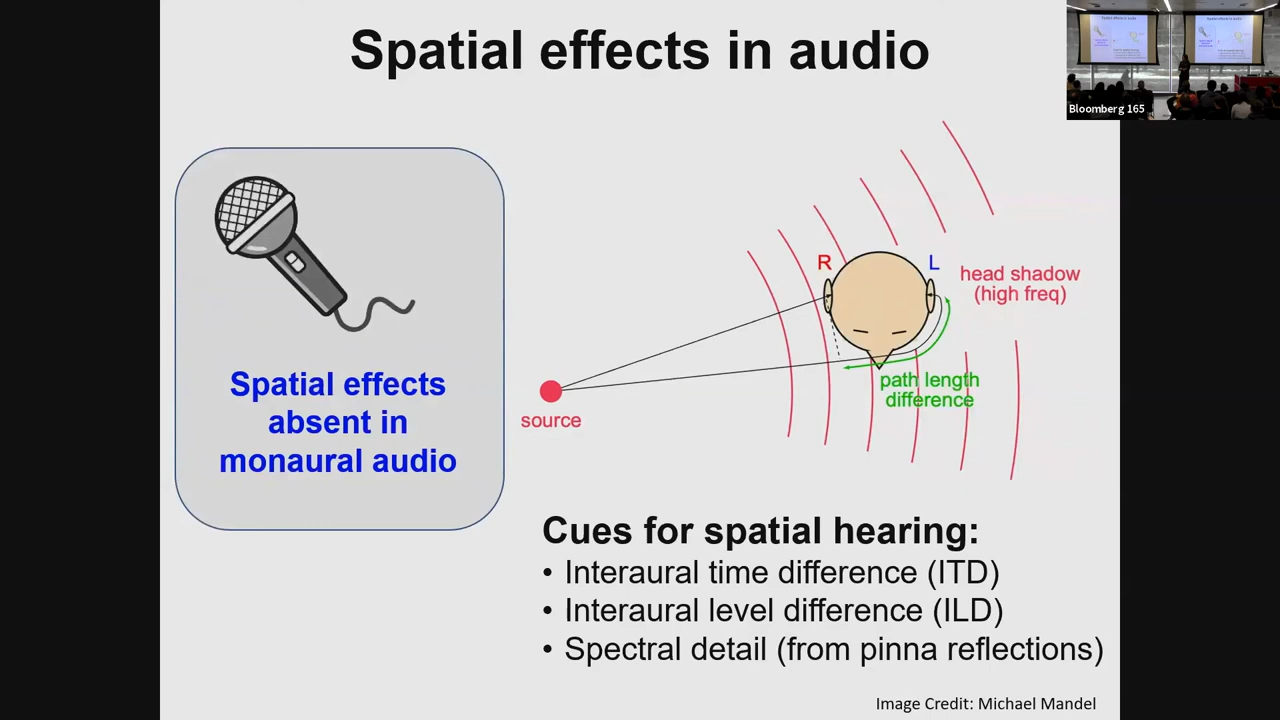 Spatial effects in audio
Bloomberg 165
Spatial effects
absent in
monaural audio
R
L
head shadow
(high freq)
path length
difference
source
Cues for spatial hearing:
• Interaural time difference (ITD)
• Interaural level difference (ILD)
• Spectral detail (from pinna reflections)
Image Credit: Michael Mandel